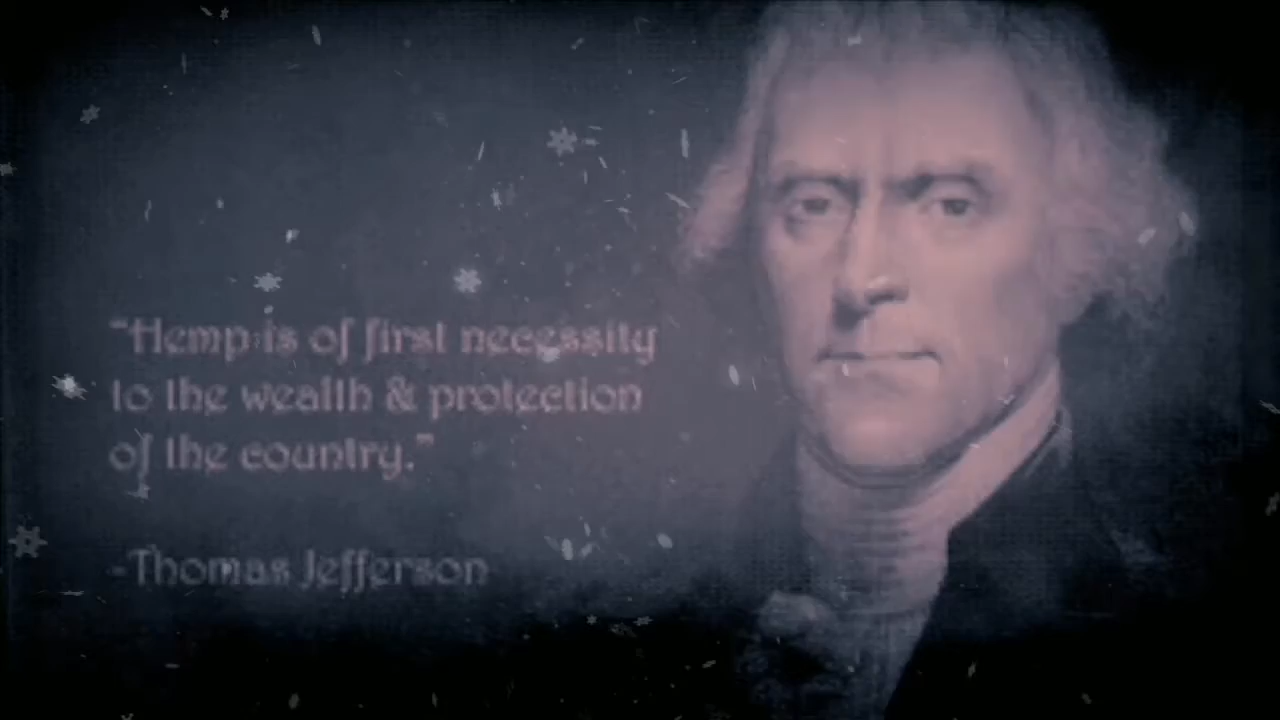 "Hemp is of first necessity
to the wealth & protection
of the country."
-Thomas Jefferson